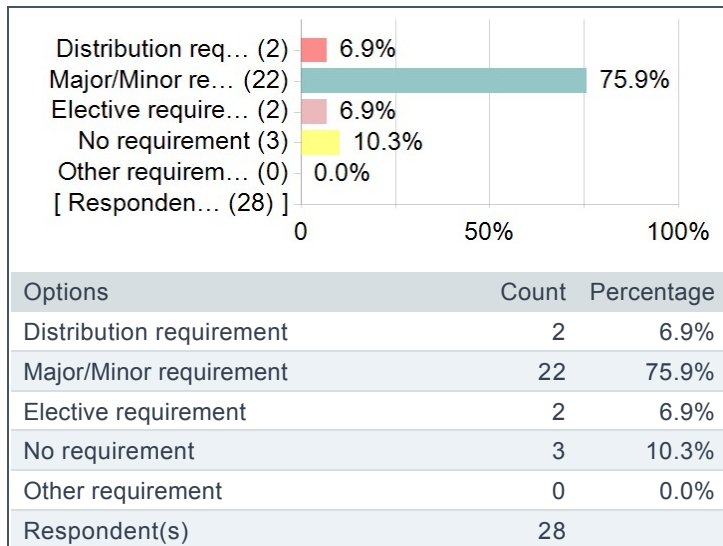 Distribution req… (2) 6.9%
Major/Minor re… (22) 75.9%
Elective require… (2) 6.9%
No requirement (3) 10.3%
Other requirem… (0) 0.0%
[ Responden… (28) ]
0 50% 100%
Options Count Percentage
Distribution requirement 2 6.9%
Major/Minor requirement 22 75.9%
Elective requirement 2 6.9%
No requirement 3 10.3%
Other requirement 0 0.0%
Respondent(s) 28